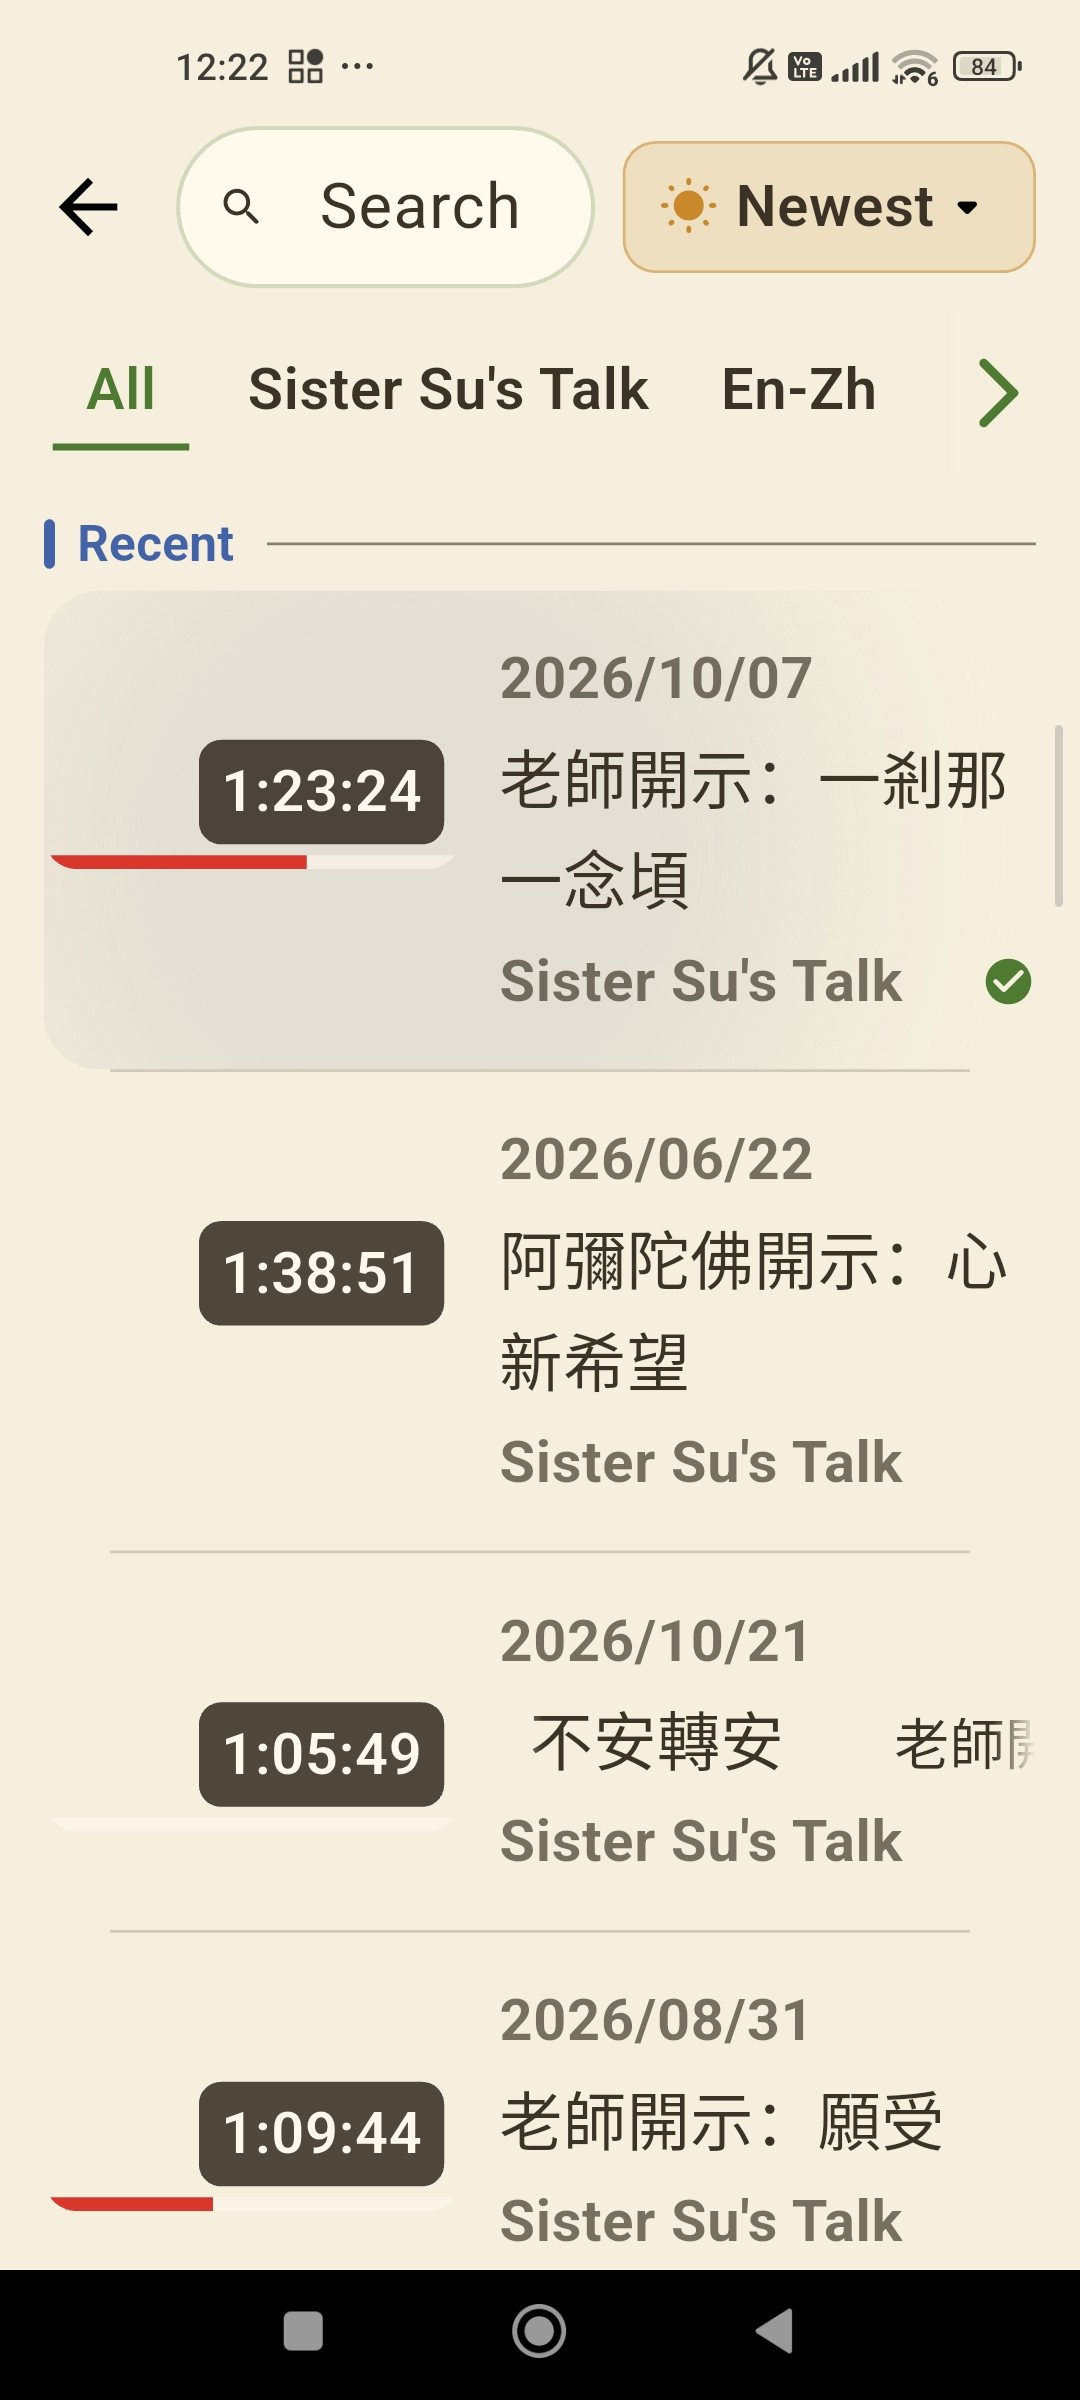 12:22
Vo LTE
6
84
Search
Newest
All
Sister Su's Talk
En-Zh
Recent
2026/10/07
1:23:24
老師開示：一剎那
一念頃
Sister Su's Talk
2026/06/22
1:38:51
阿彌陀佛開示：心
新希望
Sister Su's Talk
2026/10/21
1:05:49
不安轉安 老師
Sister Su's Talk
2026/08/31
1:09:44
老師開示：願受
Sister Su's Talk